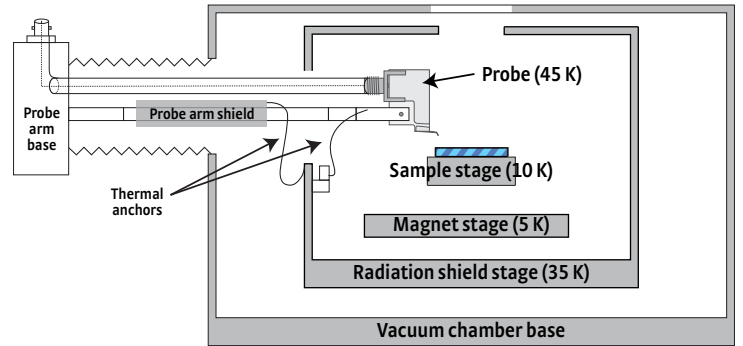 Probe (45 K)
Probe
arm
base
Probe arm shield
Thermal
anchors
Sample stage (10 K)
Magnet stage (5 K)
Radiation shield stage (35 K)
Vacuum chamber base